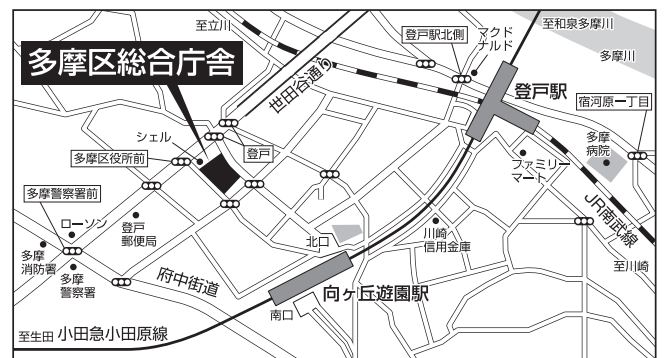 至立川
登戸駅北側
マクド
ナルド
至和泉多摩川
多摩川
多摩区総合庁舎
世田谷通り
登戸駅
宿河原一丁目
シェル
多摩区役所前
登戸
ファミリー
マート
多摩
病院
多摩警察署前
ローソン
登戸
郵便局
多摩
消防署
多摩
警察署
北口
川崎
信用金庫
JR南武線
至川崎
府中街道
向ヶ丘遊園駅
南口
至生田 小田急小田原線